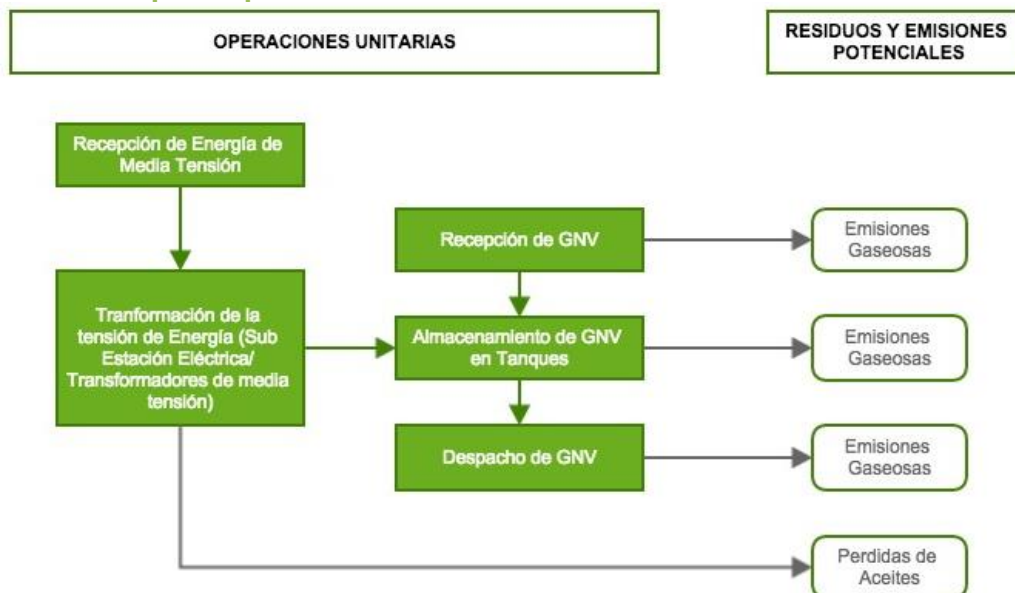 OPERACIONES UNITARIAS
RESIDUOS Y EMISIONES
POTENCIALES
Recepción de Energía de
Media Tensión
Recepción de GNV
Emisiones
Gaseosas
Tranformación de la
tensión de Energía (Sub
Estación Eléctrica/
Transformadores de media
tensión)
Almacenamiento de GNV
en Tanques
Emisiones
Gaseosas
Despacho de GNV
Emisiones
Gaseosas
Perdidas de
Aceites